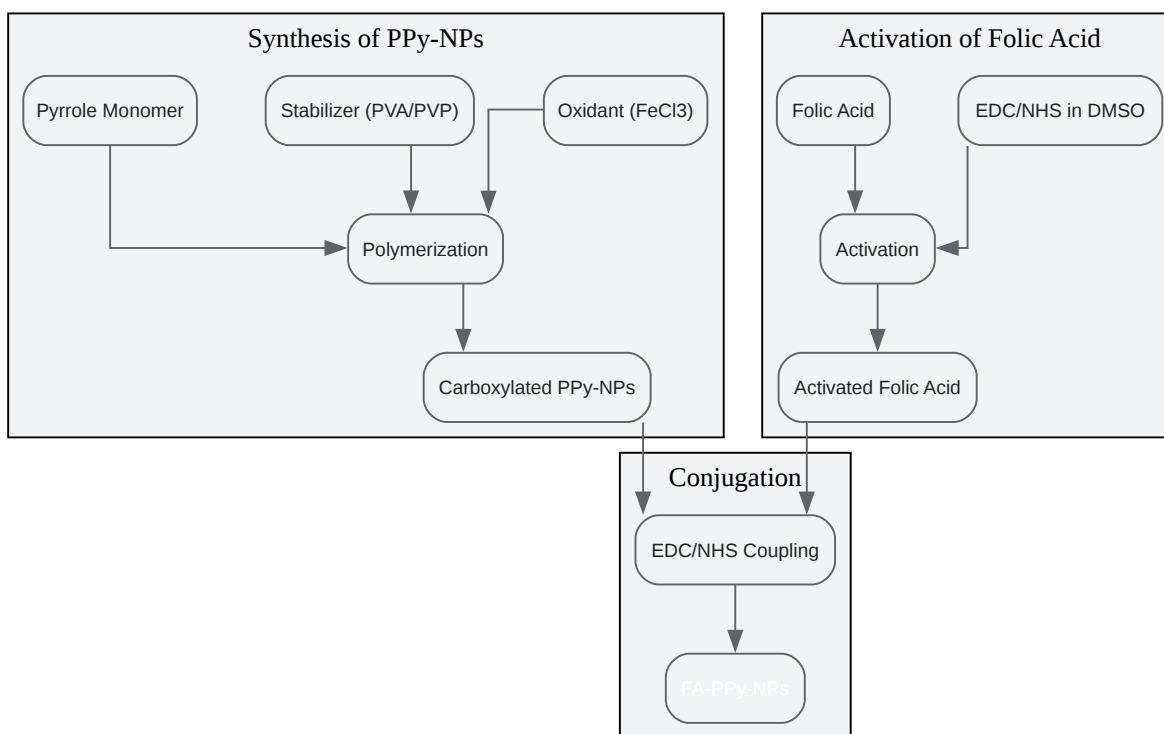 Synthesis of PPy-NPs
Pyrrole Monomer
Stabilizer (PVA/PVP)
Oxidant (FeCl3)
Polymerization
Carboxylated PPy-NPs
Activation of Folic Acid
Folic Acid
EDC/NHS in DMSO
Activation
Activated Folic Acid
Conjugation
EDC/NHS Coupling
FA-PPy-NPs